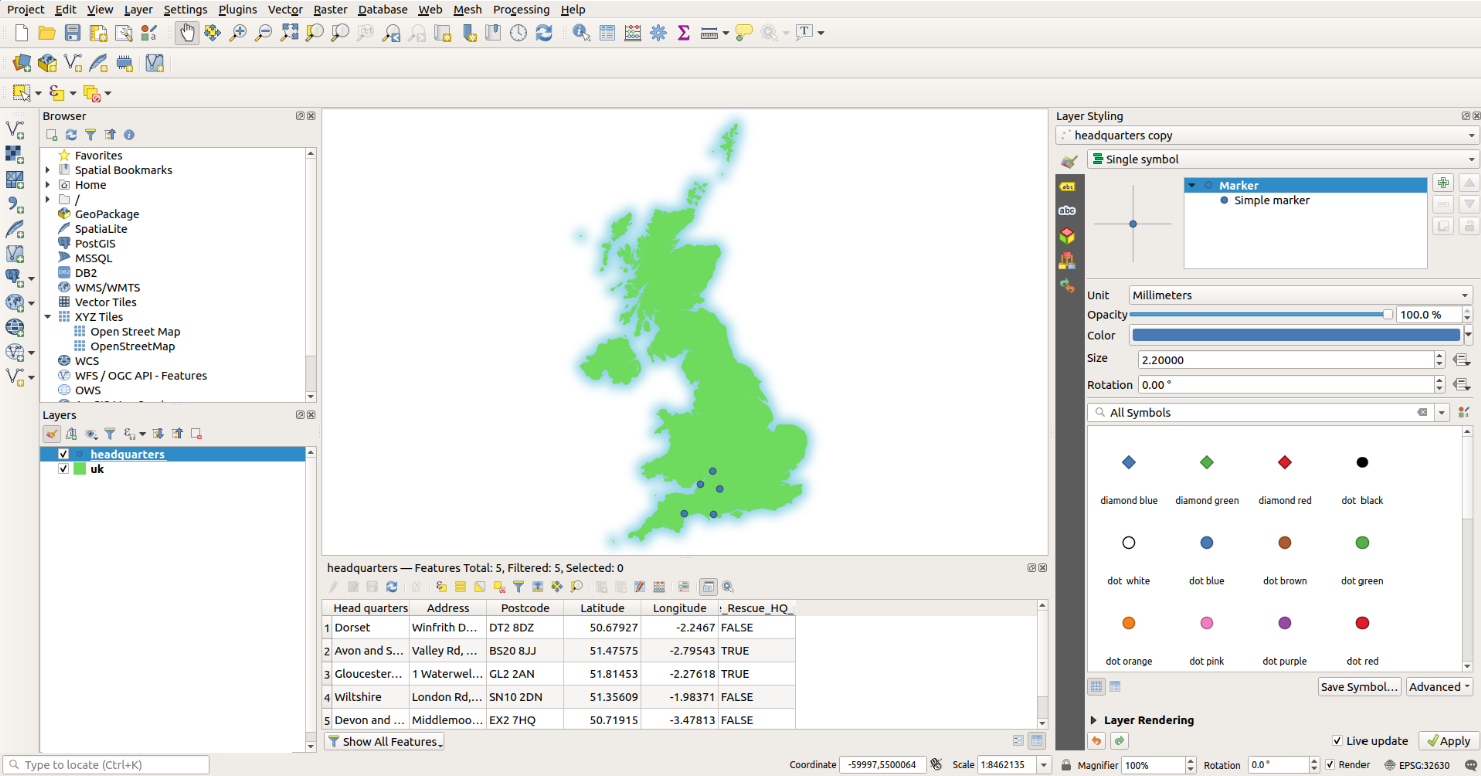 Project Edit View Layer Settings Plugins Vector Raster Database Web Mesh Processing Help
Browser
Favorites
Spatial Bookmarks
Home
/
GeoPackage
SpatiaLite
PostGIS
MSSQL
DB2
WMS/WMTS
Vector Tiles
XYZ Tiles
Open Street Map
OpenStreetMap
WCS
WFS / OGC API - Features
OWS
Layers
headquarters
uk
headquarters — Features Total: 5, Filtered: 5, Selected: 0
Head quarters Address Postcode Latitude Longitude _Rescue_HQ_
1 Dorset Winfrith D... DT2 8DZ 50.67927 -2.2467 FALSE
2 Avon and S... Valley Rd, ... BS20 8JJ 51.47575 -2.79543 TRUE
3 Gloucester... 1 Waterwel... GL2 2AN 51.81453 -2.27618 TRUE
4 Wiltshire London Rd,... SN10 2DN 51.35609 -1.98371 FALSE
5 Devon and ... Middlemoo... EX2 7HQ 50.71915 -3.47813 FALSE
Show All Features
Layer Styling
headquarters copy
Single symbol
Marker
Simple marker
Unit Millimeters
Opacity 100.0 %
Color
Size 2.20000
Rotation 0.00 °
All Symbols
diamond blue diamond green diamond red dot black
dot white dot blue dot brown dot green
dot orange dot pink dot purple dot red
Save Symbol... Advanced
Layer Rendering
Live update Apply
Type to locate (Ctrl+K) Coordinate -59997,5500064 Scale 1:8462135 Magnifier 100% Rotation 0.0 ° Render EPSG:32630